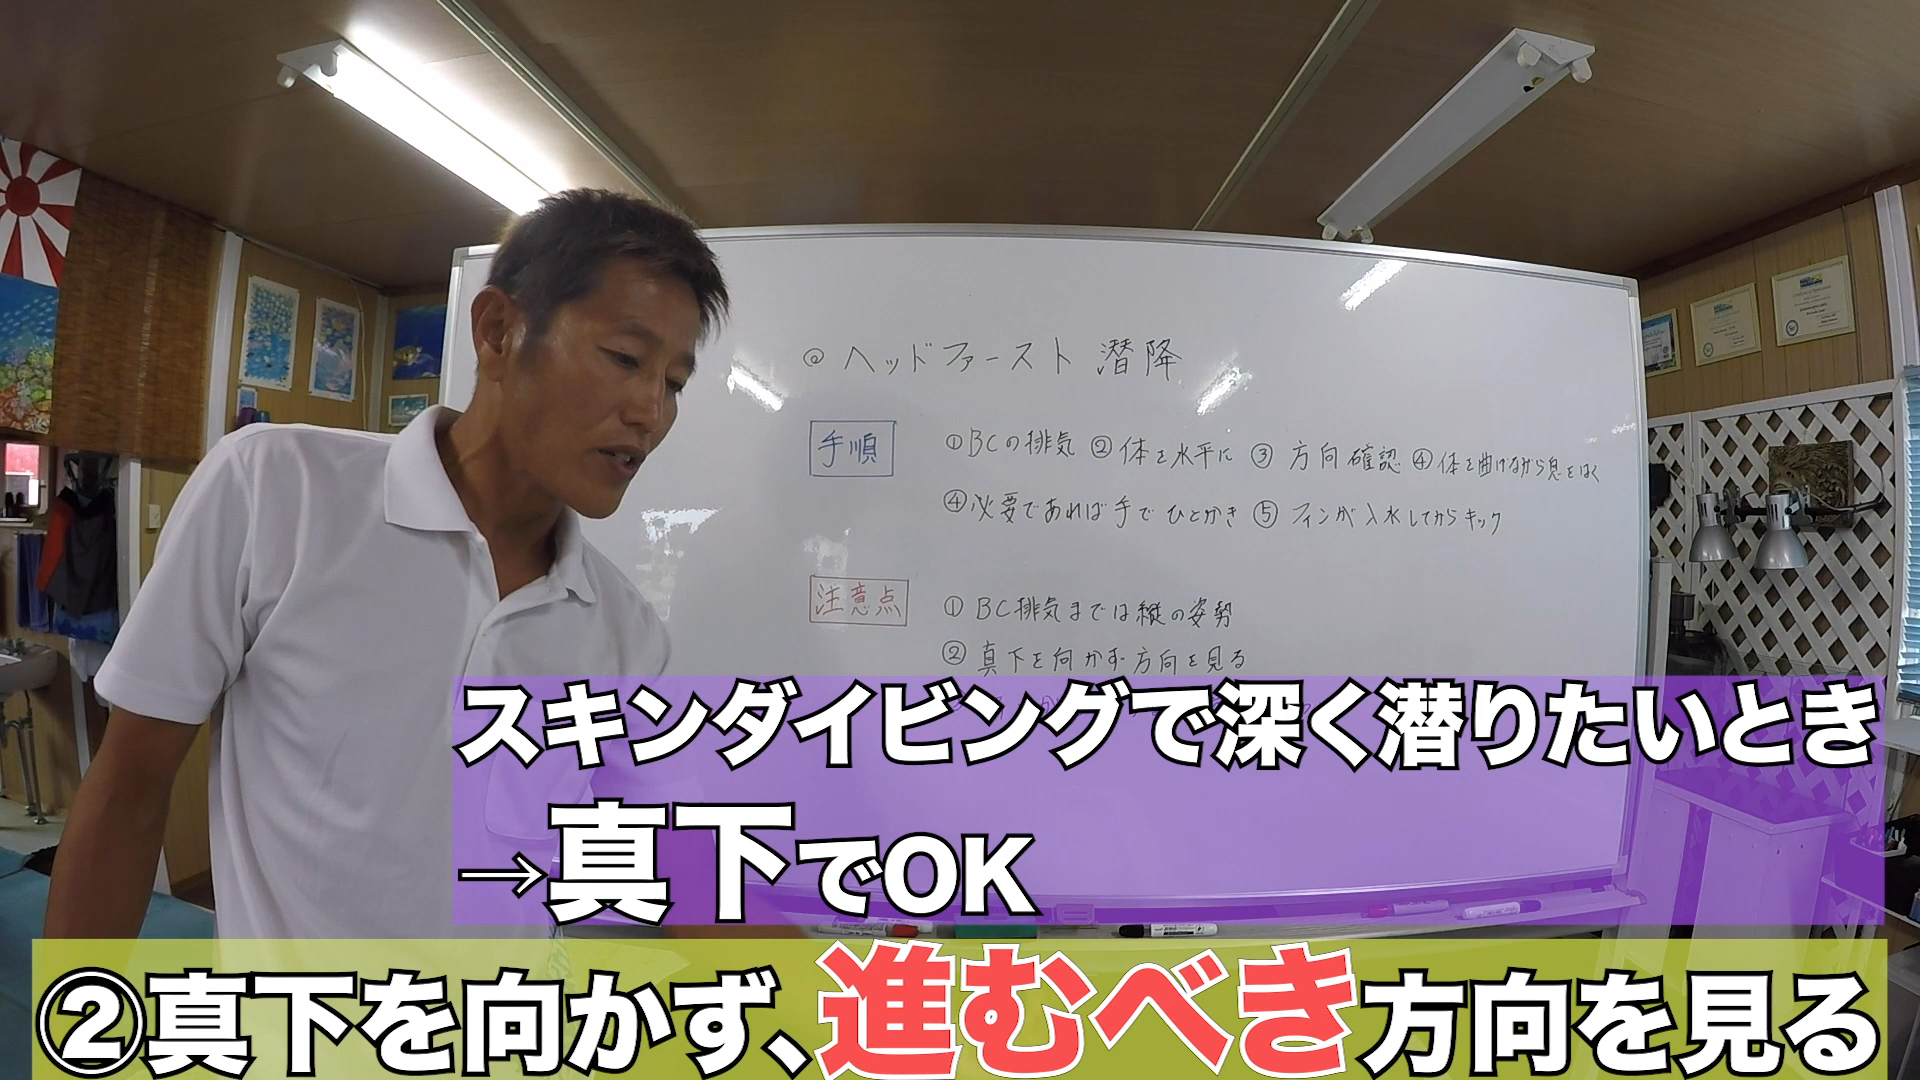 ◎ヘッドファースト 潜降
手順
①BCの排気 ②体を水平に ③方向確認 ④体を曲げながら息をはく
④必要であれば手でひとかき ⑤フィンが入水してからキック
注意点
①BC排気までは縦の姿勢
②真下を向かず方向を見る
スキンダイビングで深く潜りたいとき
→真下でOK
②真下を向かず、進むべき方向を見る